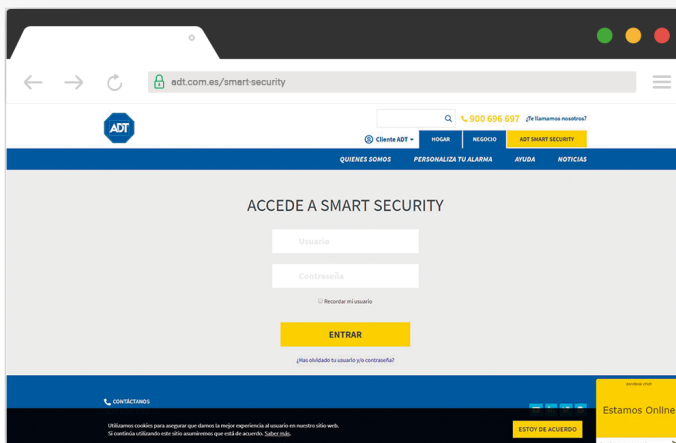 adt.com.es/smart-security
ADT
900 696 697 ¿Te llamamos nosotros?
Cliente ADT HOGAR NEGOCIO ADT SMART SECURITY
QUIENES SOMOS PERSONALIZA TU ALARMA AYUDA NOTICIAS
ACCEDE A SMART SECURITY
Usuario
Contraseña
Recordar mi usuario
ENTRAR
¿Has olvidado tu usuario y/o contraseña?
CONTÁCTANOS
Estamos Online
Utilizamos cookies para asegurar que damos la mejor experiencia al usuario en nuestro sitio web.
Si continúa utilizando este sitio asumiremos que está de acuerdo. Saber más.
ESTOY DE ACUERDO